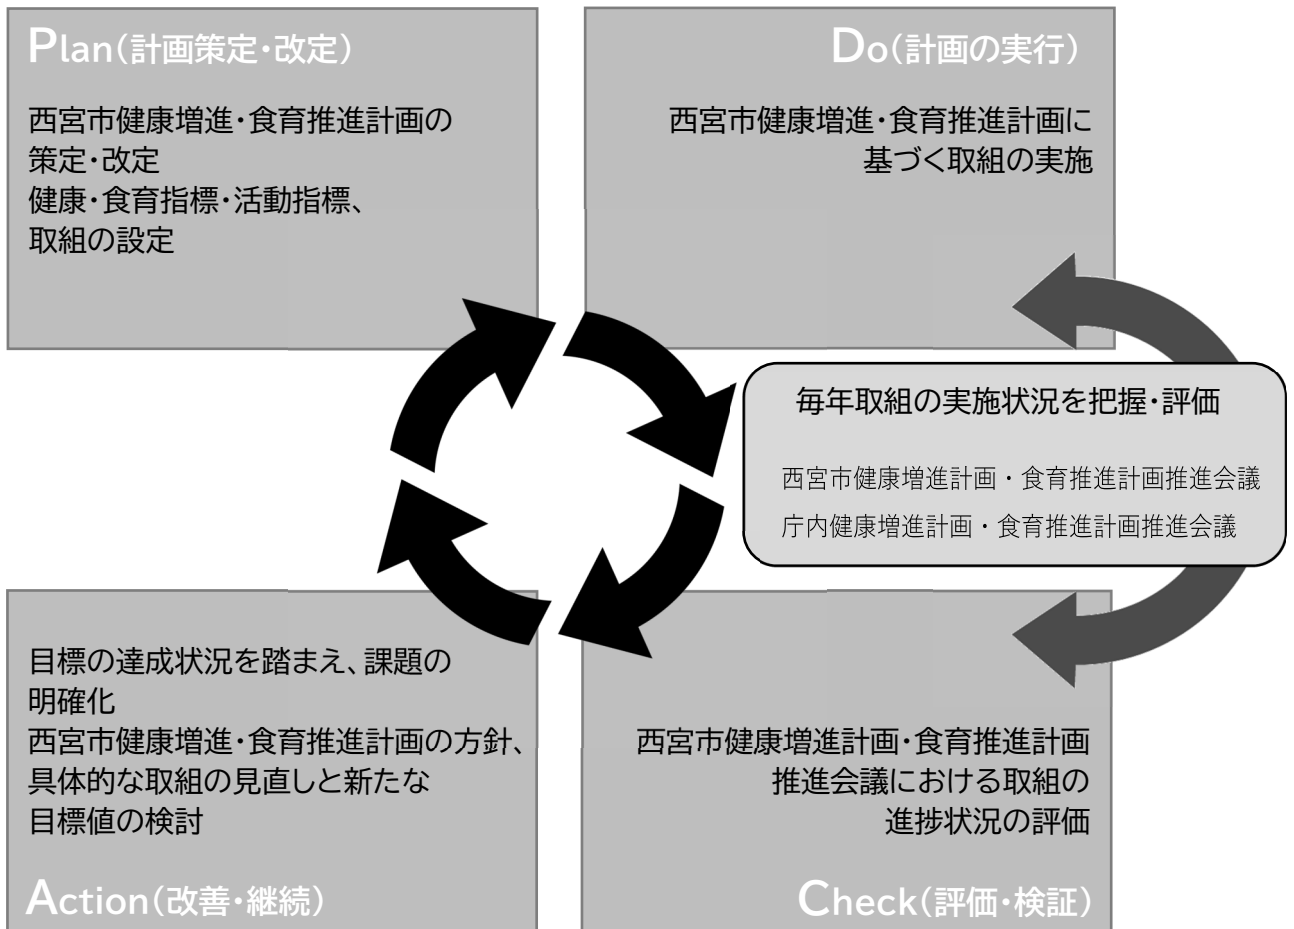 Plan(計画策定・改定)
西宮市健康増進・食育推進計画の
策定・改定
健康・食育指標・活動指標、
取組の設定
Do(計画の実行)
西宮市健康増進・食育推進計画に
基づく取組の実施
毎年取組の実施状況を把握・評価
西宮市健康増進計画・食育推進計画推進会議
庁内健康増進計画・食育推進計画推進会議
目標の達成状況を踏まえ、課題の
明確化
西宮市健康増進・食育推進計画の方針、
具体的な取組の見直しと新たな
目標値の検討
Action(改善・継続)
西宮市健康増進計画・食育推進計画
推進会議における取組の
進捗状況の評価
Check(評価・検証)